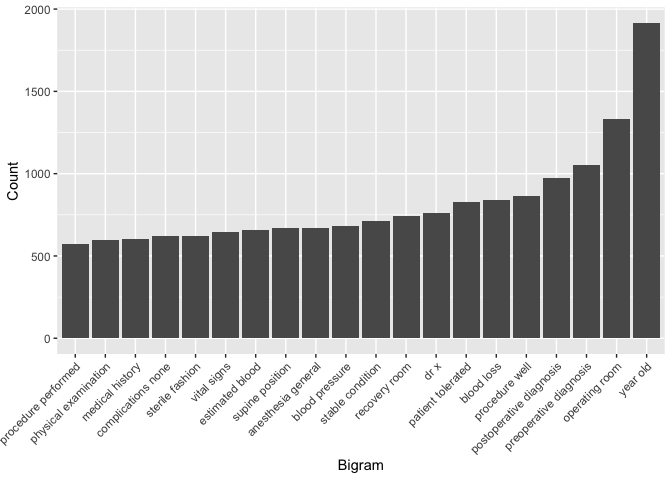 2000
1500
1000
500
0
Count
procedure performed
physical examination
medical history
complications none
sterile fashion
vital signs
estimated blood
supine position
anesthesia general
blood pressure
stable condition
recovery room
dr x
patient tolerated
blood loss
procedure well
postoperative diagnosis
preoperative diagnosis
operating room
year old
Bigram